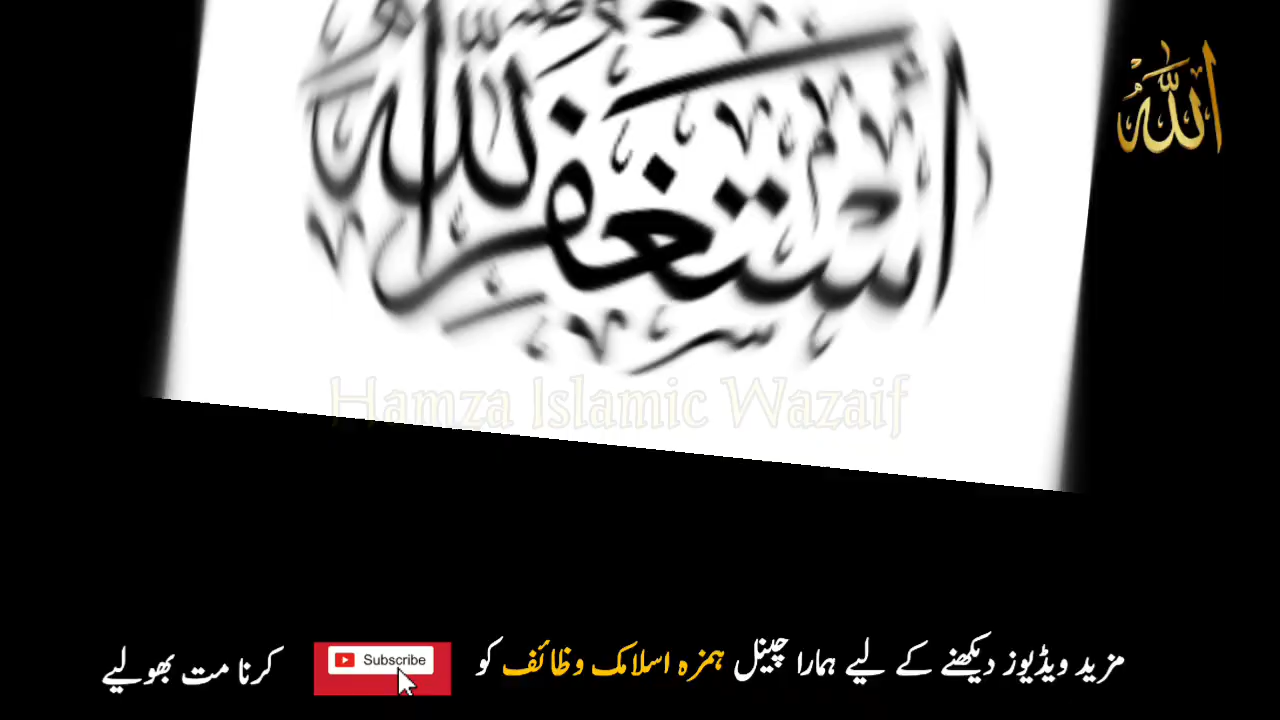 الله
أستغفر الله
Hamza Islamic Wazaif
مزید ویڈیوز دیکھنے کے لیے ہمارا چینل ہمزہ اسلامک وظائف کو Subscribe کرنا مت بھولیے